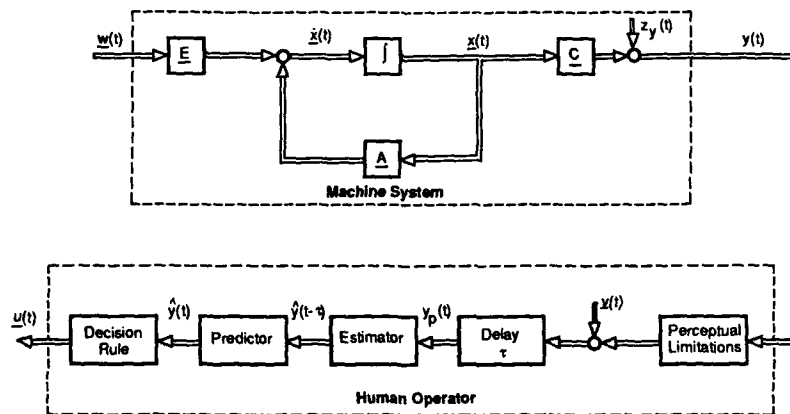 w(t)
E
ẋ(t)
∫
x(t)
C
z_y(t)
y(t)
A
Machine System
u(t)
Decision Rule
ŷ(t)
Predictor
ŷ(t-τ)
Estimator
y_p(t)
Delay τ
v(t)
Perceptual Limitations
Human Operator